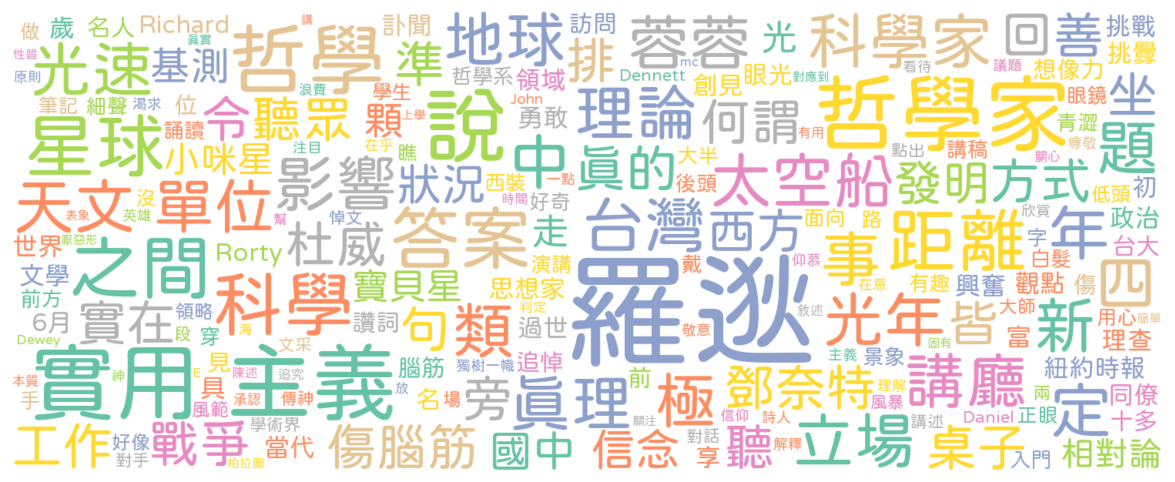 做 歲 名人 Richard 訃聞 地球 訪問 蓉蓉 光 科學家 回 善 挑戰
講 眞實 哲學 準 排 mc 看待 議題 挑釁
性質 光速 基測 哲學系 領域 Dennett 創見 眼光 對應到 想像力
原則 浪費
筆記 細聲 渴求 位 令 聽眾 學生 John 說 勇敢 理論 何謂 哲學家 眼鏡 坐
星球 誦讀 顆 上學 有用 青澀 尊敬 題
小咪星 注目 在乎 瞧 中 眞的 大半 點出 講稿 關心
天文單位 影響 狀況 西裝 一點 後頭 太空船 發明 方式 低頭 初
表象 沒 英雄 幫 悼文 時間 好奇 台灣 西方 面向 路 欣賞 字 年 政治
世界 厭惡形 之間 Rorty 杜威 答案 走 事 距離 白髮 台大
文學 科學 寶貝星 演講 羅逖 戴 仰慕 在意 有趣 興奮 觀點 傷 四
前方 實在 領略 思想家 敘述 光年 大師 用心 簡單
6月 段 穿 海 讚詞 判定 句 類 過世 敬意 皆 富 新 理查
Dewey 實用主義 文采 獨樹一幟 追悼 主義 景象 固有 紐約時報
本質 神 E 見 陳述 追究 腦筋 前 鄧奈特 理解 講廳 兩 同僚
手 具 承認 傳神 放 名 場 旁 眞理 極 風暴 定
風範 學術界 關注 信仰 詩人 Daniel 正眼 十多
工作 好像 戰爭 當代 傷腦筋 國中 信念 對話 聽 立場 講述 桌子 相對論
對手 柏拉圖 享 解釋 入門